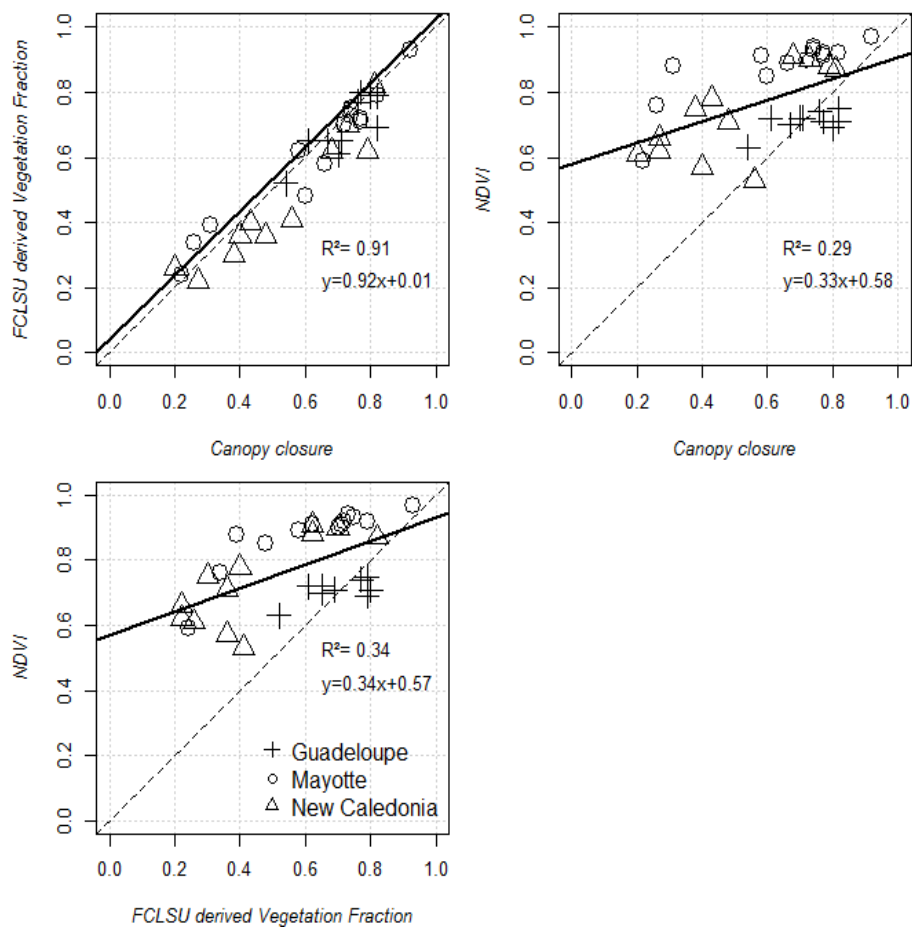 FCLSU derived Vegetation Fraction
1.0
0.8
0.6
0.4
0.2
0.0
R²= 0.91
y=0.92x+0.01
0.0 0.2 0.4 0.6 0.8 1.0
Canopy closure
NDVI
1.0
0.8
0.6
0.4
0.2
0.0
R²= 0.29
y=0.33x+0.58
0.0 0.2 0.4 0.6 0.8 1.0
Canopy closure
NDVI
1.0
0.8
0.6
0.4
0.2
0.0
R²= 0.34
y=0.34x+0.57
Guadeloupe
Mayotte
New Caledonia
0.0 0.2 0.4 0.6 0.8 1.0
FCLSU derived Vegetation Fraction